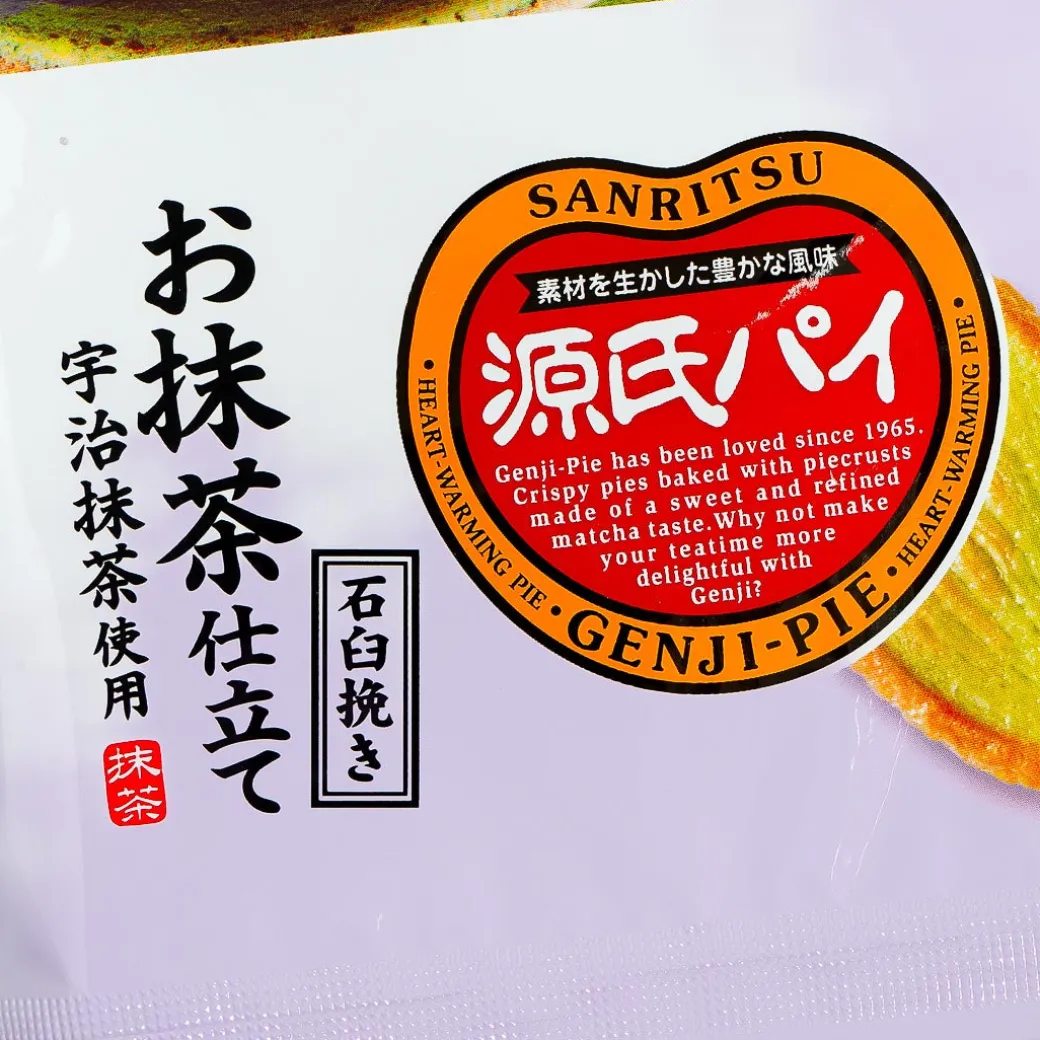 石臼挽き
お抹茶仕立て
宇治抹茶使用
抹茶
SANRITSU
素材を生かした豊かな風味
源氏パイ
Genji-Pie has been loved since 1965.
Crispy pies baked with piecrusts
made of a sweet and refined
matcha taste. Why not make
your teatime more
delightful with
Genji?
• HEART-WARMING PIE •
GENJI-PIE
• HEART-WARMING PIE •